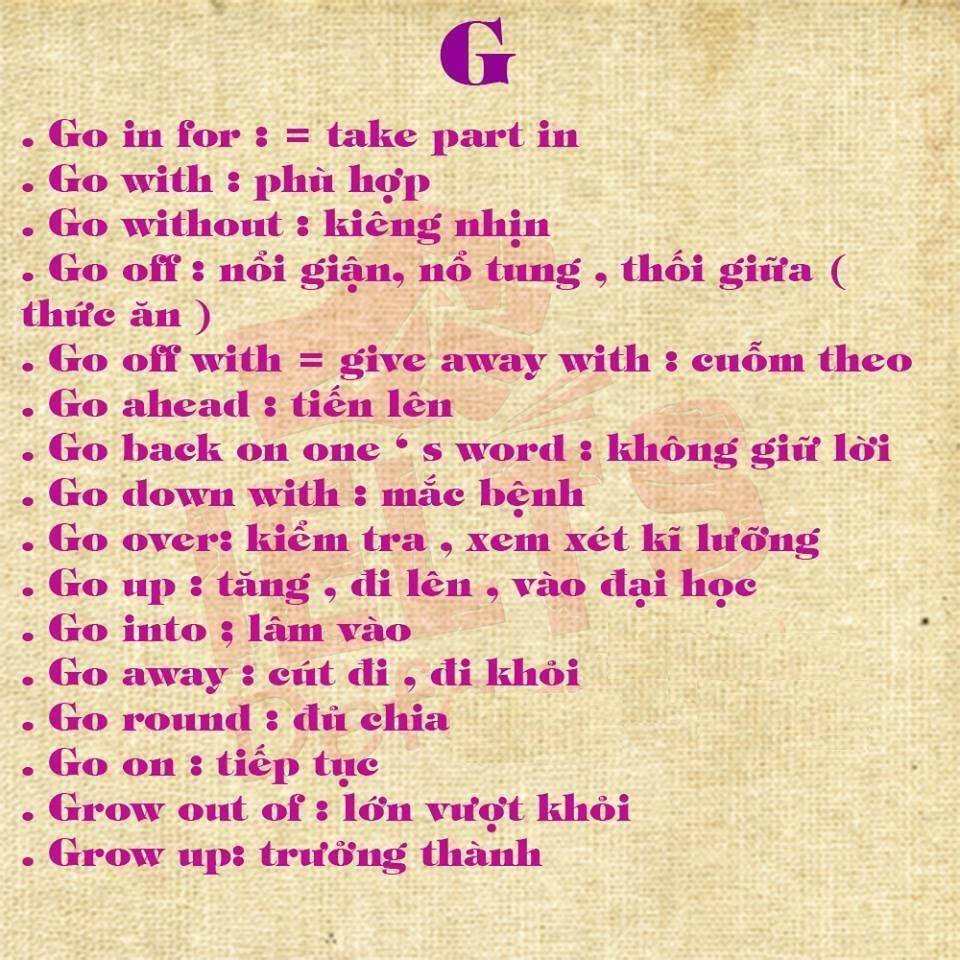 G
. Go in for : = take part in
. Go with : phù hợp
. Go without : kiêng nhịn
. Go off : nổi giận, nổ tung , thối giữa (
thức ăn )
. Go off with = give away with : cuỗm theo
. Go ahead : tiến lên
. Go back on one ‘ s word : không giữ lời
. Go down with : mắc bệnh
. Go over: kiểm tra , xem xét kĩ lưỡng
. Go up : tăng , đi lên , vào đại học
. Go into ; lâm vào
. Go away : cút đi , đi khỏi
. Go round : đủ chia
. Go on : tiếp tục
. Grow out of : lớn vượt khỏi
. Grow up: trưởng thành
IELTS